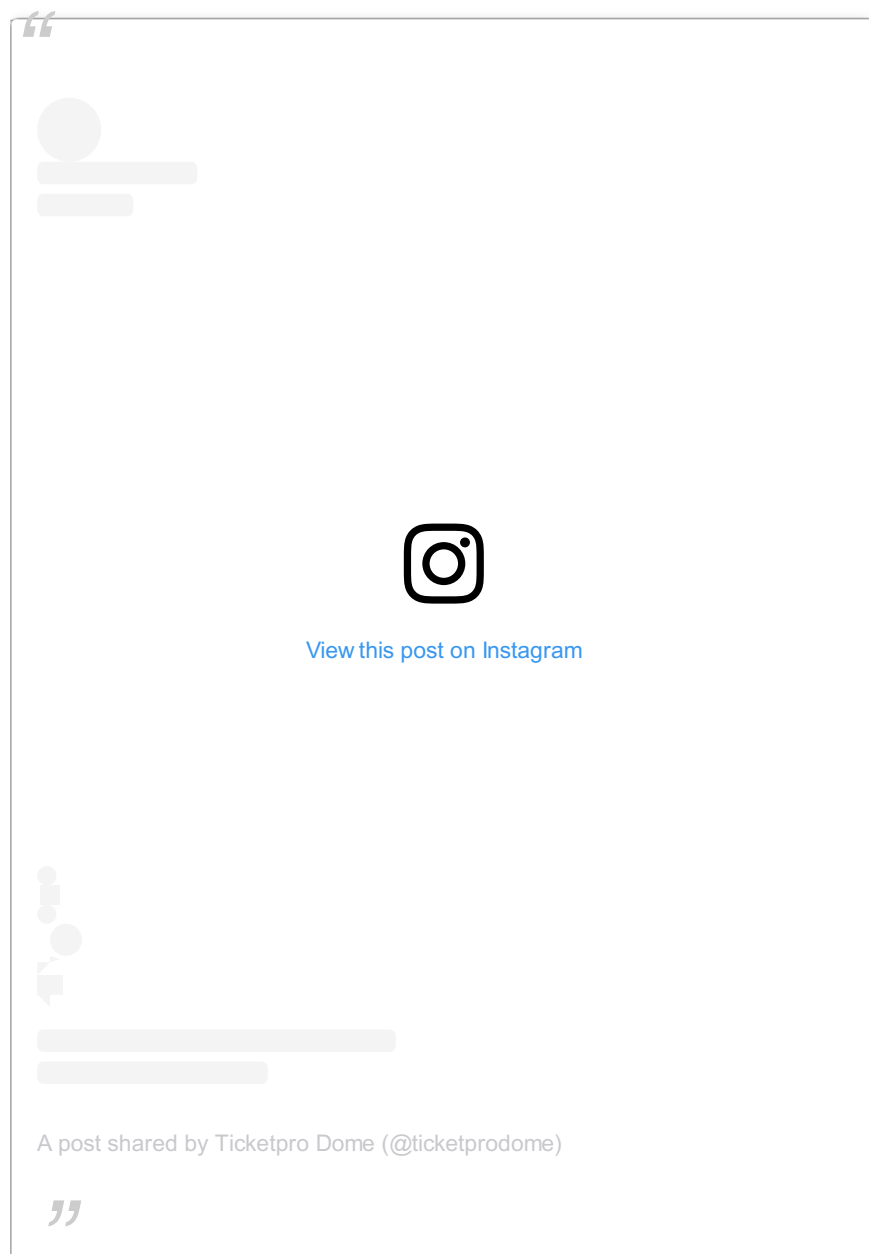 “
View this post on Instagram
A post shared by Ticketpro Dome (@ticketprodome)
”